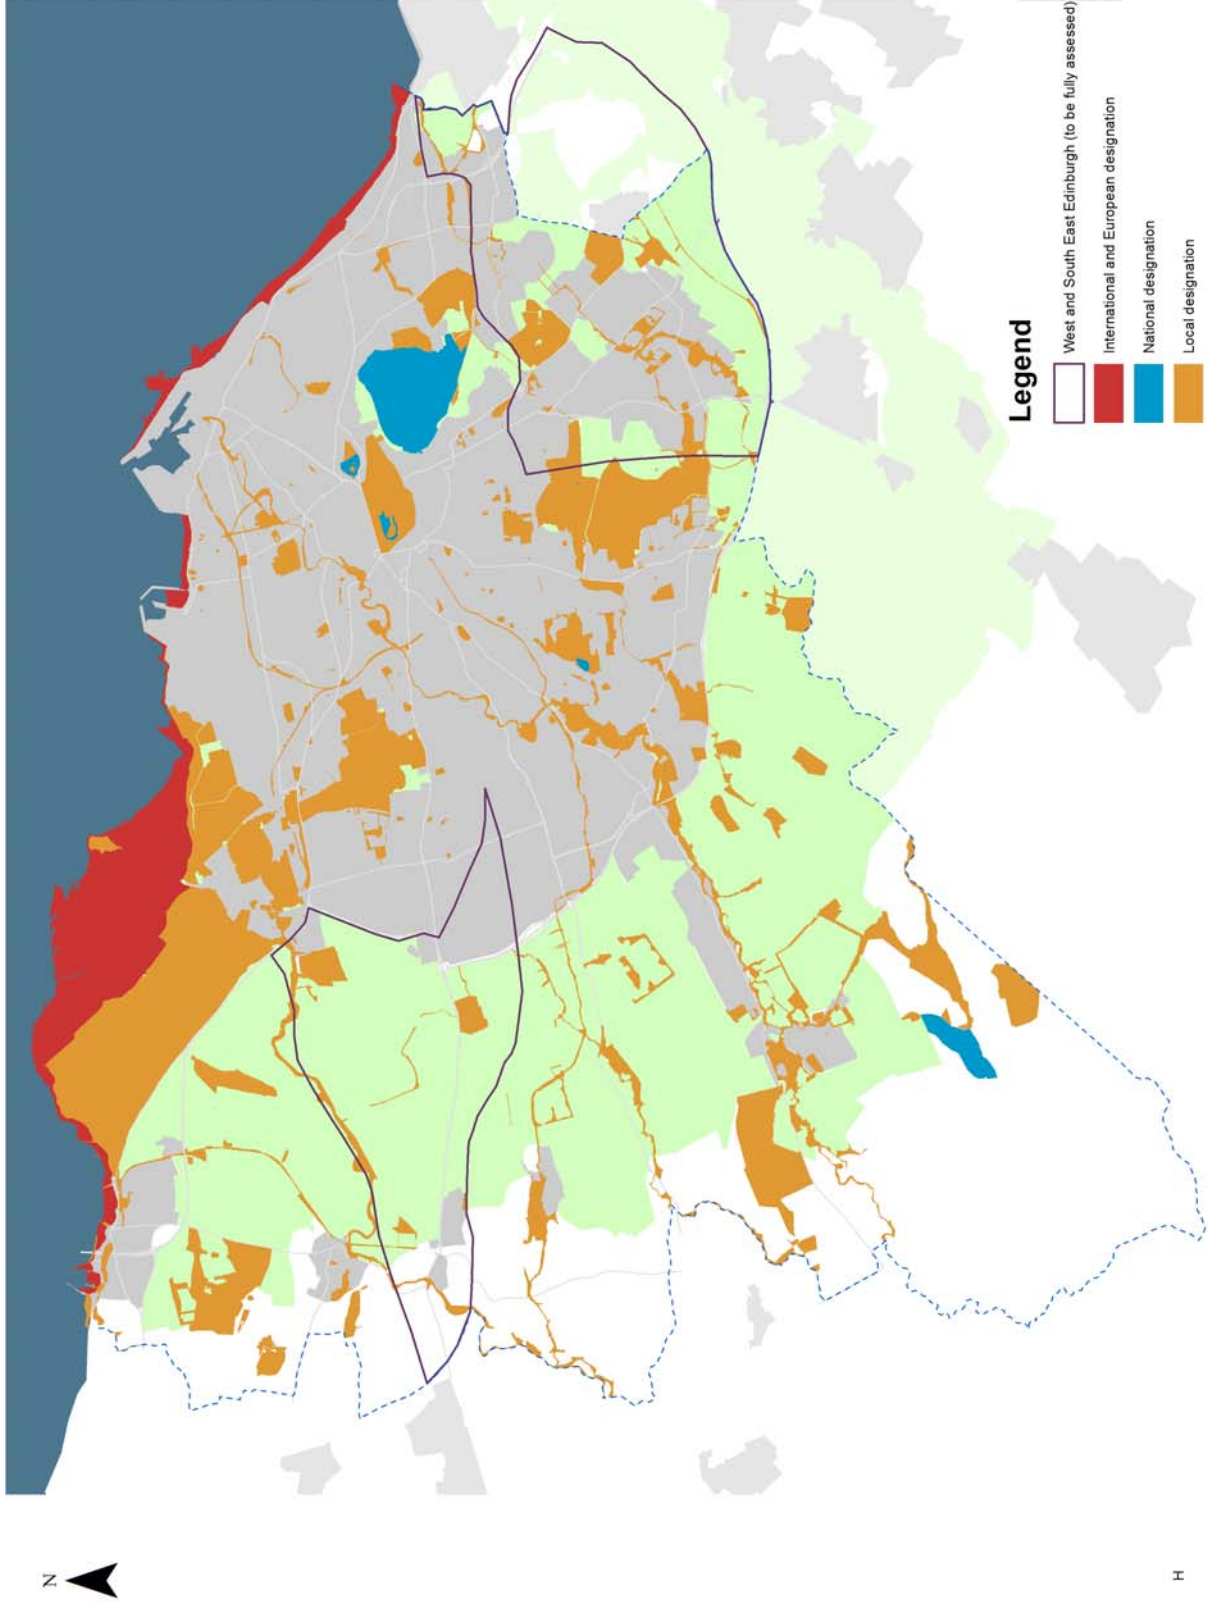 N
Legend
West and South East Edinburgh (to be fully assessed)
International and European designation
National designation
Local designation
H